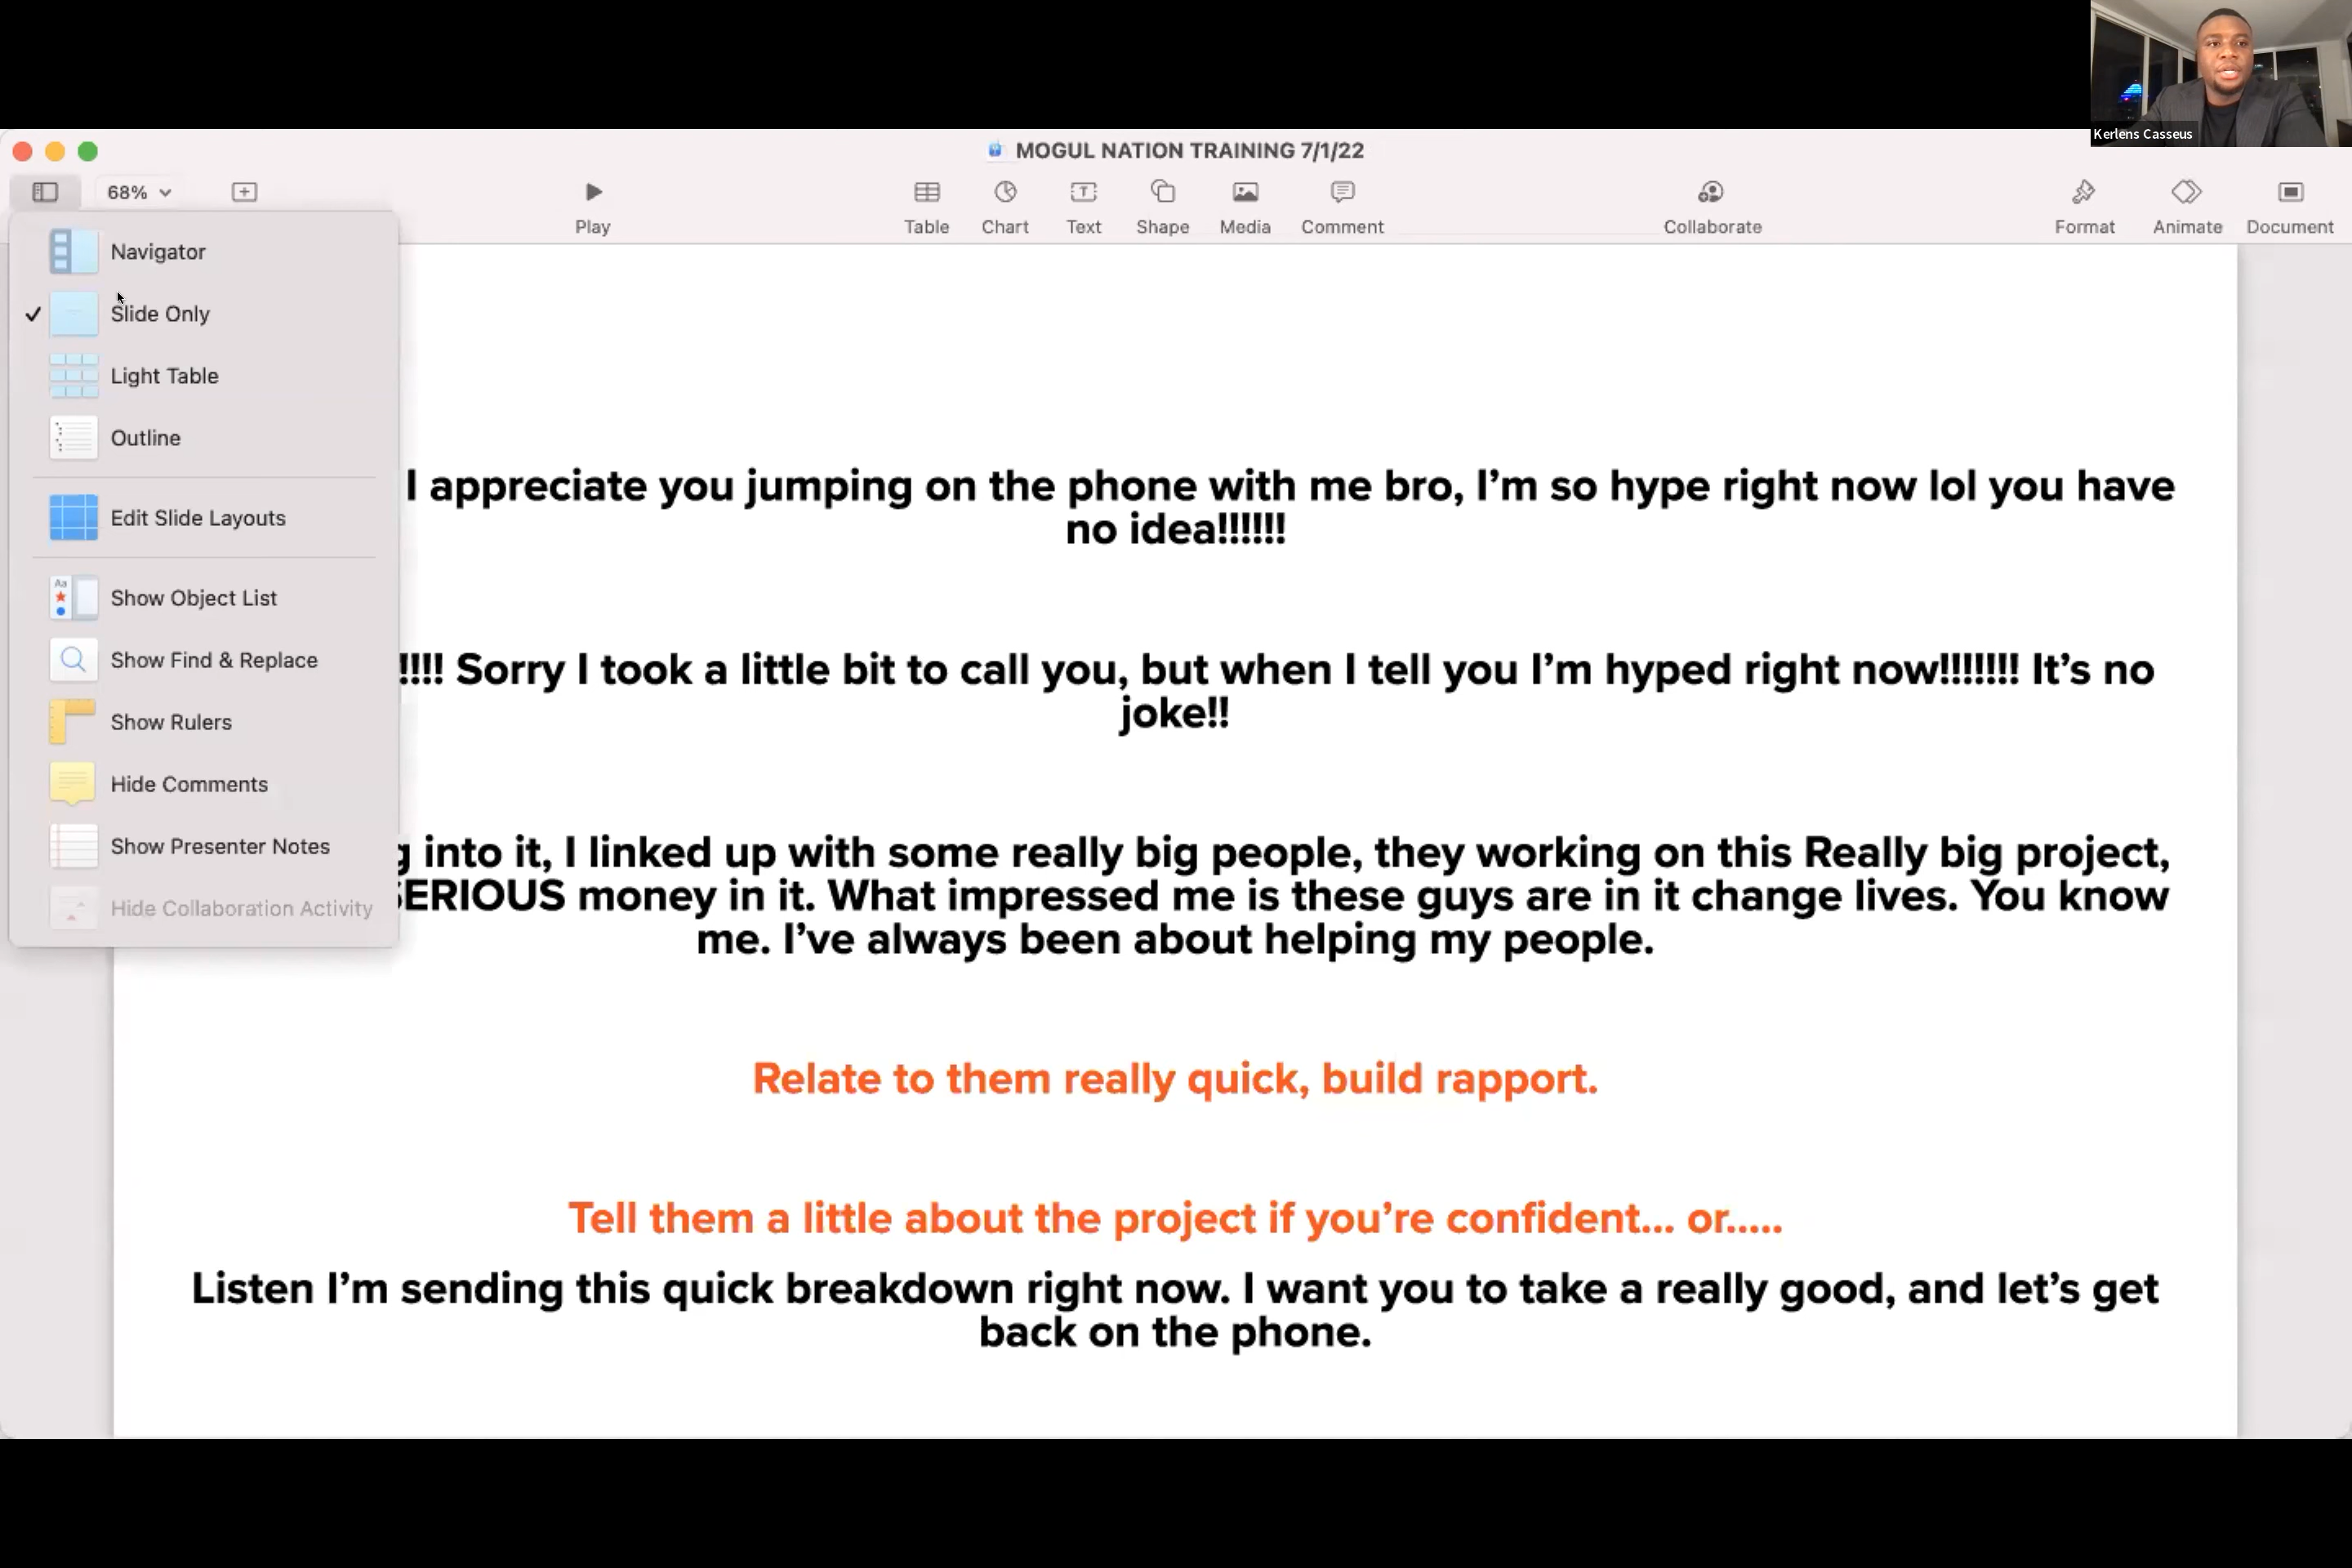 Kerlens Casseus
MOGUL NATION TRAINING 7/1/22
68%
Play
Table
Chart
Text
Shape
Media
Comment
Collaborate
Format
Animate
Document
Navigator
Slide Only
Light Table
Outline
Edit Slide Layouts
Show Object List
Show Find & Replace
Show Rulers
Hide Comments
Show Presenter Notes
Hide Collaboration Activity
I appreciate you jumping on the phone with me bro, I’m so hype right now lol you have
no idea!!!!!!
!!!! Sorry I took a little bit to call you, but when I tell you I’m hyped right now!!!!!!! It’s no
joke!!
into it, I linked up with some really big people, they working on this Really big project,
SERIOUS money in it. What impressed me is these guys are in it change lives. You know
me. I’ve always been about helping my people.
Relate to them really quick, build rapport.
Tell them a little about the project if you’re confident... or.....
Listen I’m sending this quick breakdown right now. I want you to take a really good, and let’s get
back on the phone.